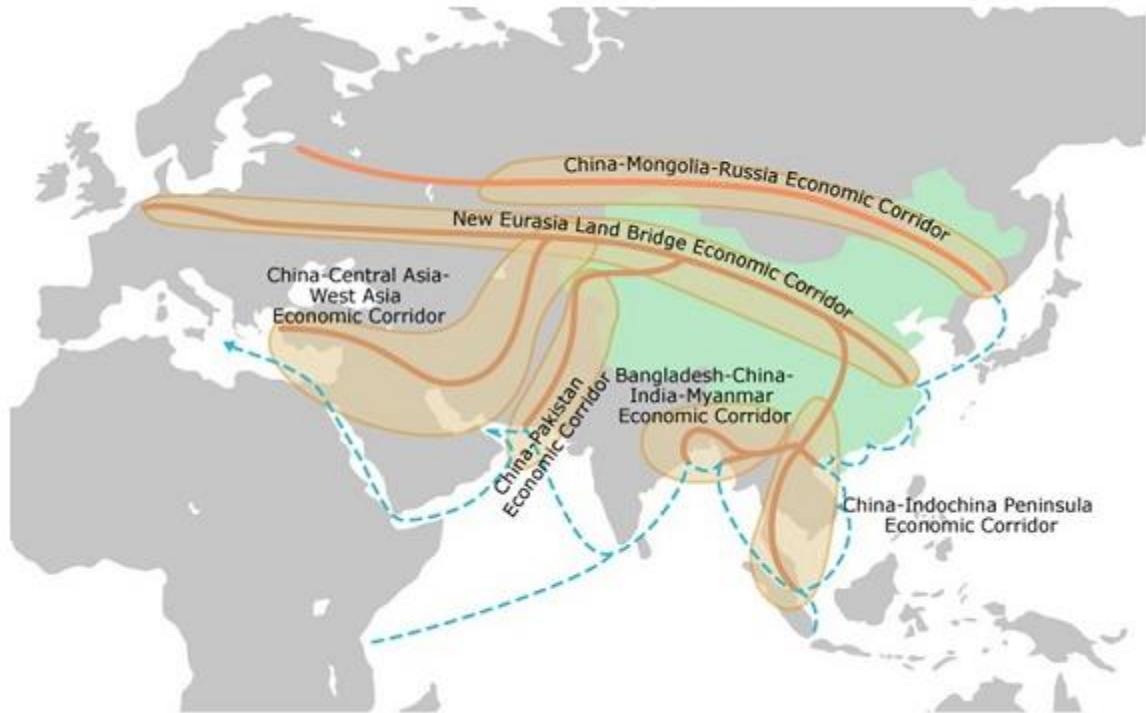 China-Mongolia-Russia Economic Corridor
New Eurasia Land Bridge Economic Corridor
China-Central Asia-
West Asia
Economic Corridor
China-Pakistan
Economic Corridor
Bangladesh-China-
India-Myanmar
Economic Corridor
China-Indochina Peninsula
Economic Corridor